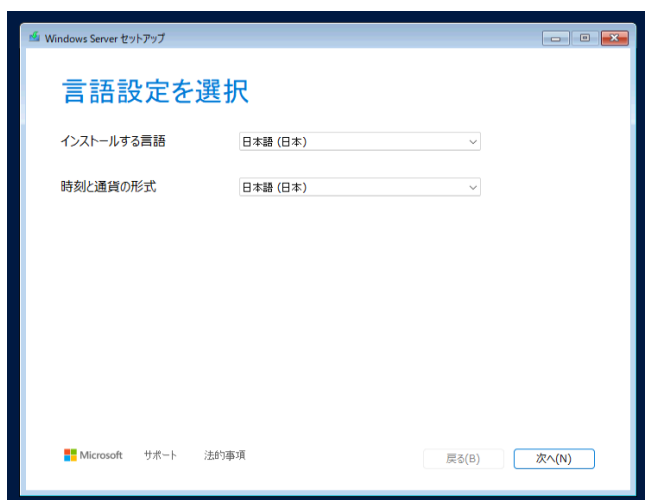 Windows Server セットアップ
言語設定を選択
インストールする言語 日本語 (日本)
時刻と通貨の形式 日本語 (日本)
Microsoft サポート 法的事項 戻る(B) 次へ(N)